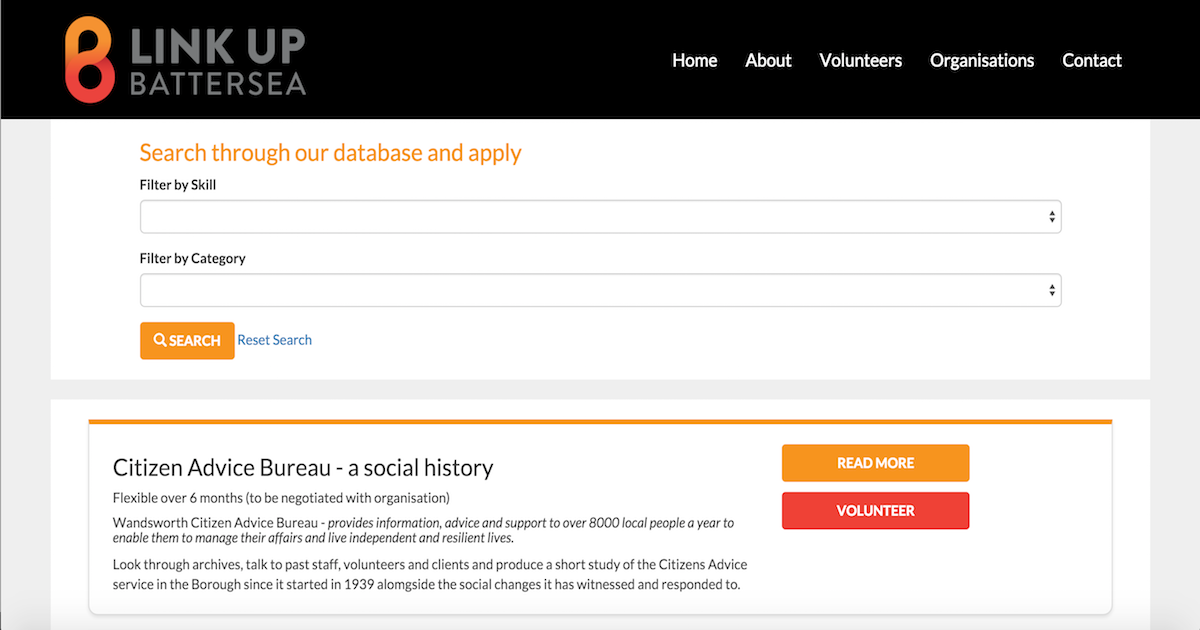 LINK UP
BATTERSEA
Home About Volunteers Organisations Contact
Search through our database and apply
Filter by Skill
Filter by Category
SEARCH Reset Search
Citizen Advice Bureau - a social history
READ MORE
Flexible over 6 months (to be negotiated with organisation)
VOLUNTEER
Wandsworth Citizen Advice Bureau - provides information, advice and support to over 8000 local people a year to
enable them to manage their affairs and live independent and resilient lives.
Look through archives, talk to past staff, volunteers and clients and produce a short study of the Citizens Advice
service in the Borough since it started in 1939 alongside the social changes it has witnessed and responded to.